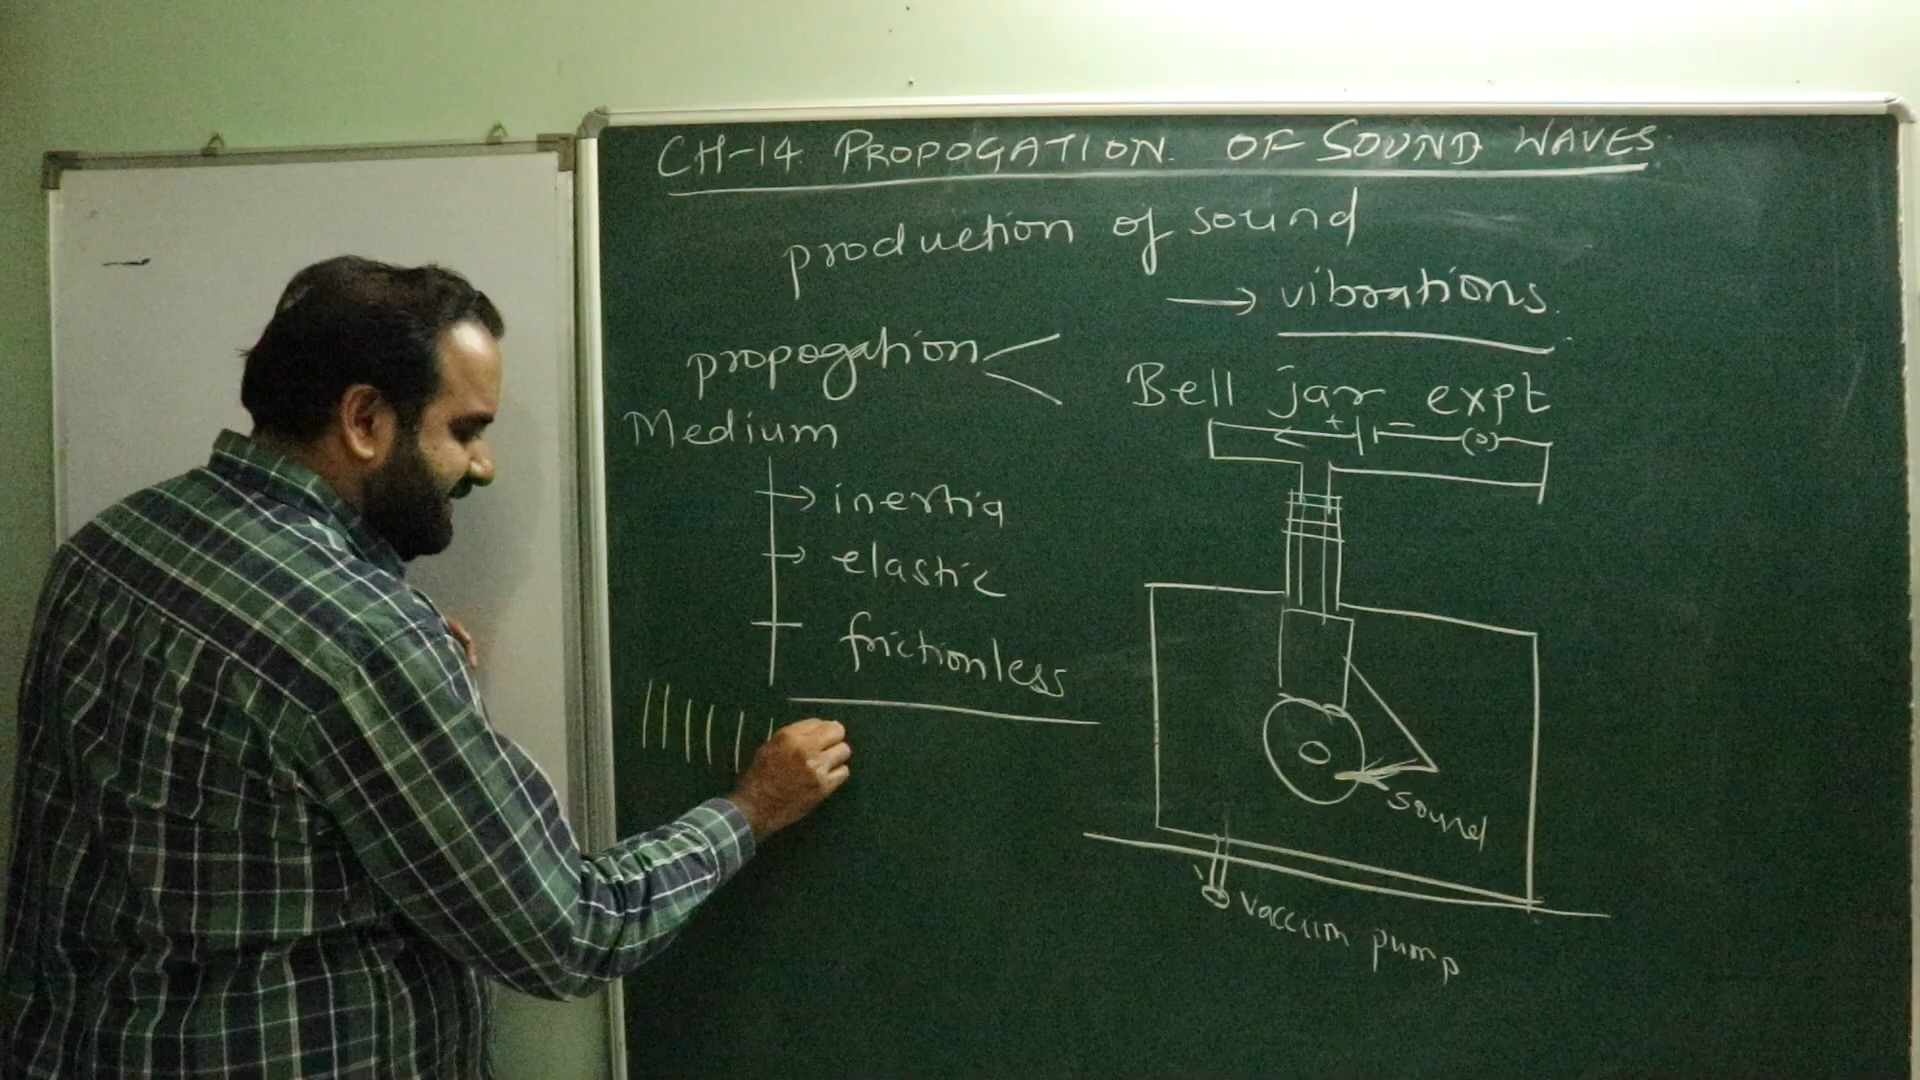 CH-14 PROPOGATION OF SOUND WAVES
production of sound
→ vibrations.
propogation
Medium
→ inertia
→ elastic
frictionless
Bell jar expt
+ −
sound
vaccum pump